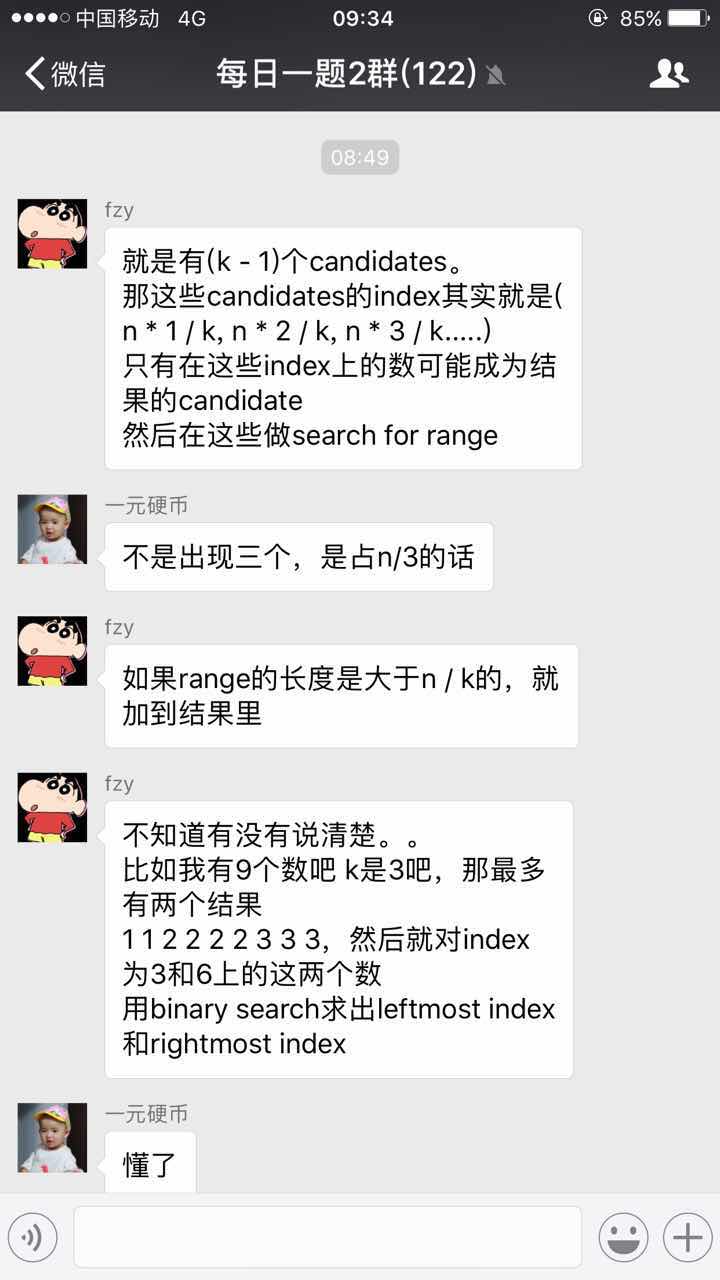 中国移动 4G 09:34 85%
微信 每日一题2群(122)
08:49
fzy
就是有(k - 1)个candidates。
那这些candidates的index其实就是(
n * 1 / k, n * 2 / k, n * 3 / k.....)
只有在这些index上的数可能成为结
果的candidate
然后在这些做search for range
一元硬币
不是出现三个，是占n/3的话
fzy
如果range的长度是大于n / k的，就
加到结果里
fzy
不知道有没有说清楚。。
比如我有9个数吧 k是3吧，那最多
有两个结果
1 1 2 2 2 2 3 3 3，然后就对index
为3和6上的这两个数
用binary search求出leftmost index
和rightmost index
一元硬币
懂了